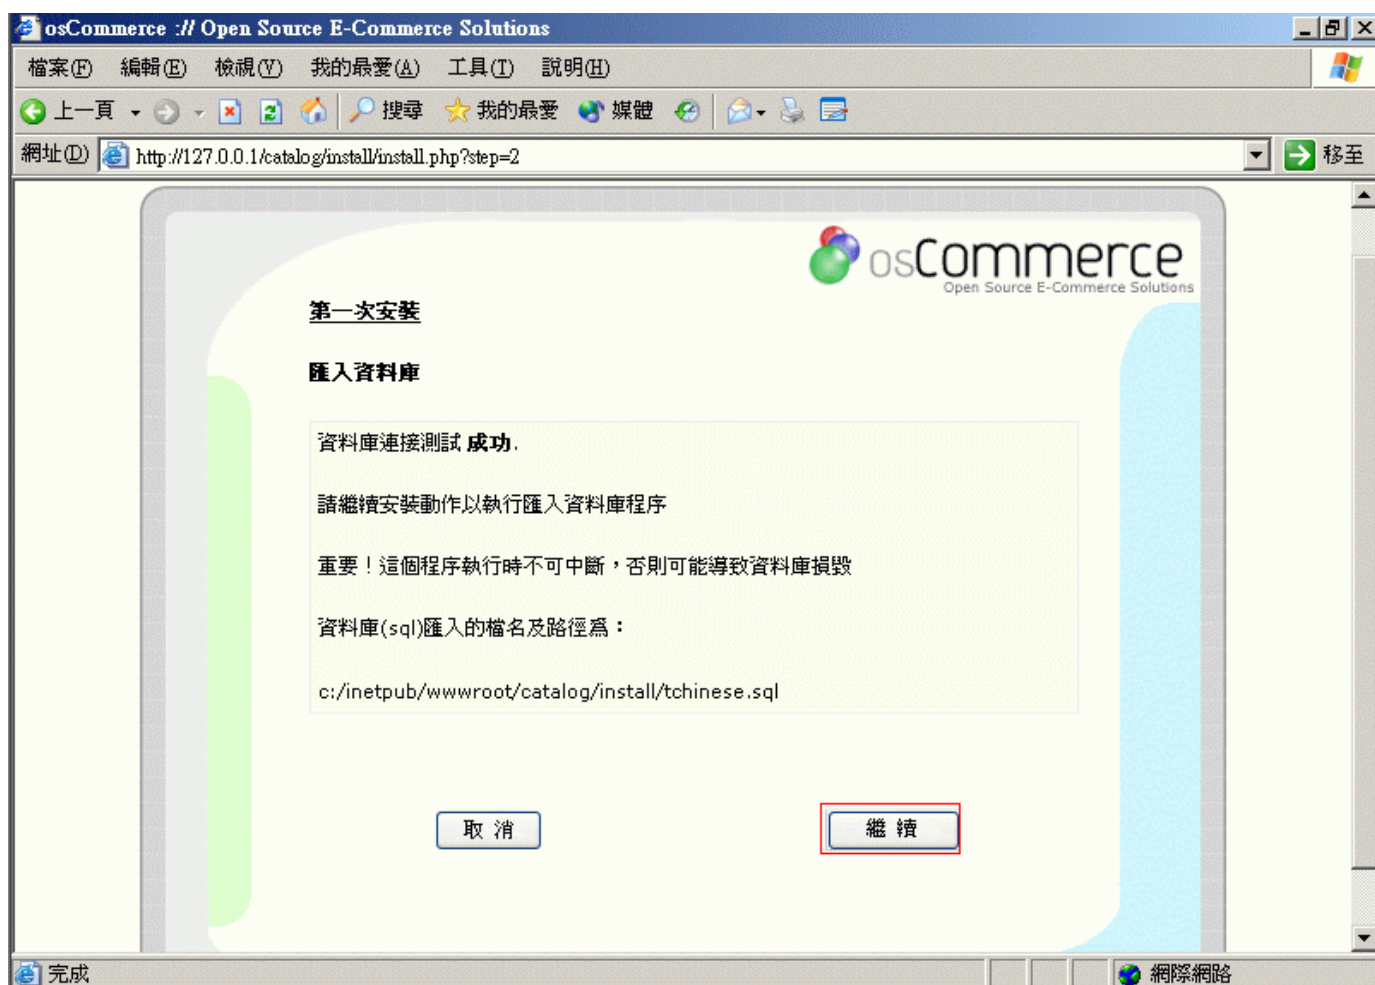 osCommerce :// Open Source E-Commerce Solutions
檔案(F) 編輯(E) 檢視(V) 我的最愛(A) 工具(T) 說明(H)
上一頁 搜尋 我的最愛 媒體
網址(D) http://127.0.0.1/catalog/install/install.php?step=2 移至
osCommerce
Open Source E-Commerce Solutions
第一次安裝
匯入資料庫
資料庫連接測試 成功.
請繼續安裝動作以執行匯入資料庫程序
重要！這個程序執行時不可中斷，否則可能導致資料庫損毀
資料庫(sql)匯入的檔名及路徑為：
c:/inetpub/wwwroot/catalog/install/tchinese.sql
取 消 繼 續
完成 網際網路